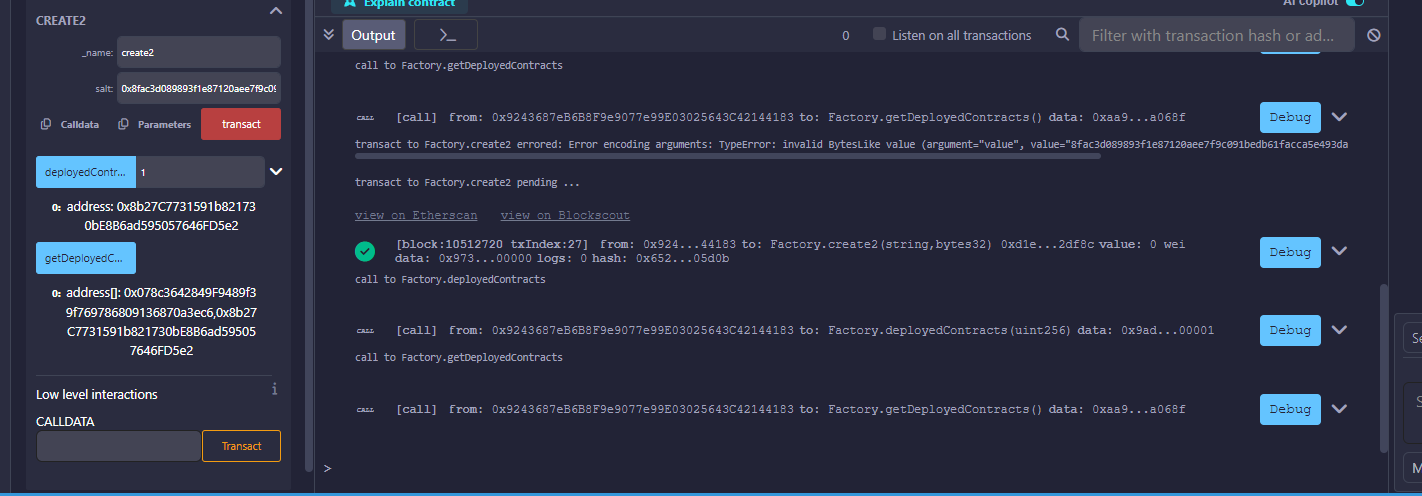 CREATE2
_name:
create2
salt:
0x8fac3d089893f1e87120aee7f9c09
Calldata
Parameters
transact
deployedContr...
1
0: address: 0x8b27C7731591b82173
0bE8B6ad595057646FD5e2
getDeployedC...
0: address[]: 0x078c3642849F9489f3
9f769786809136870a3ec6,0x8b27
C7731591b821730bE8B6ad59505
7646FD5e2
Low level interactions
i
CALLDATA
Transact
Explain contract
AI copilot
Output
>_
0
Listen on all transactions
Filter with transaction hash or ad...
call to Factory.getDeployedContracts
CALL [call] from: 0x9243687eB6B8F9e9077e99E03025643C42144183 to: Factory.getDeployedContracts() data: 0xaa9...a068f
Debug
transact to Factory.create2 errored: Error encoding arguments: TypeError: invalid BytesLike value (argument="value", value="8fac3d089893f1e87120aee7f9c091bedb61facca5e493da
transact to Factory.create2 pending ...
view on Etherscan view on Blockscout
[block:10512720 txIndex:27] from: 0x924...44183 to: Factory.create2(string,bytes32) 0xd1e...2df8c value: 0 wei
data: 0x973...00000 logs: 0 hash: 0x652...05d0b
Debug
call to Factory.deployedContracts
CALL [call] from: 0x9243687eB6B8F9e9077e99E03025643C42144183 to: Factory.deployedContracts(uint256) data: 0x9ad...00001
Debug
call to Factory.getDeployedContracts
CALL [call] from: 0x9243687eB6B8F9e9077e99E03025643C42144183 to: Factory.getDeployedContracts() data: 0xaa9...a068f
Debug
>
Se
S
M